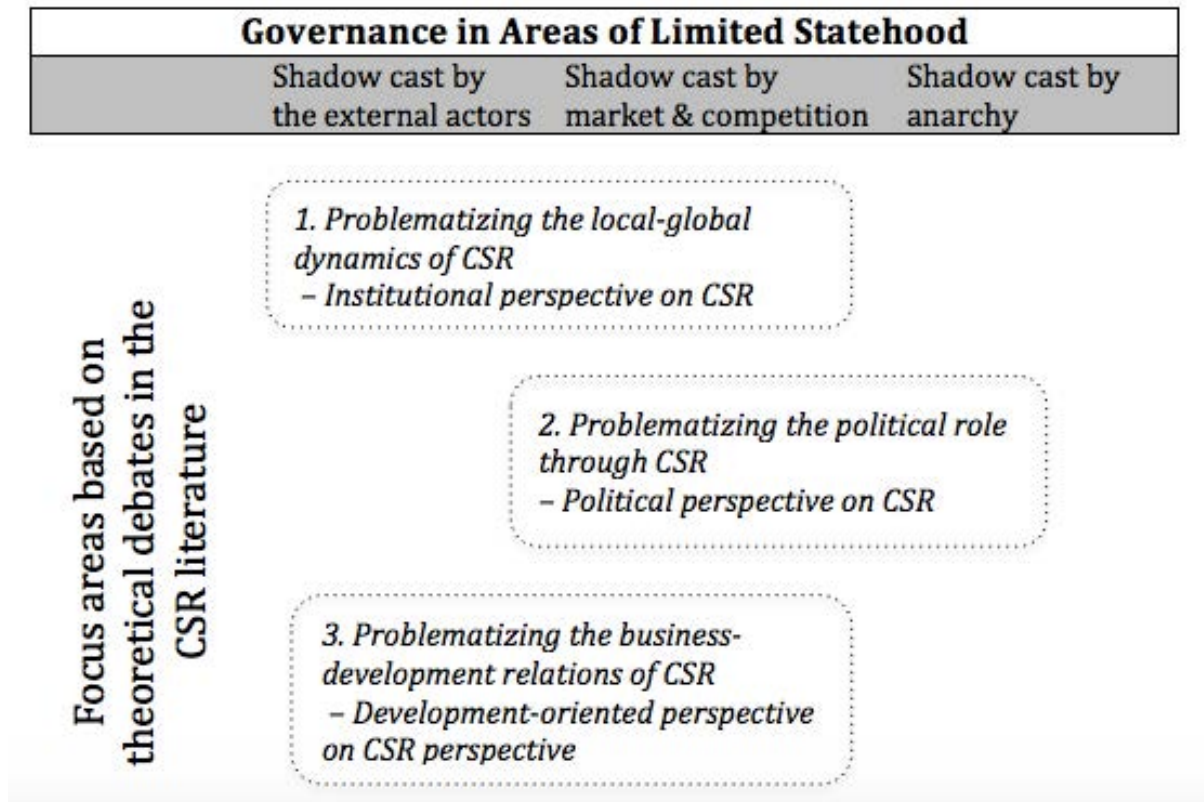 Governance in Areas of Limited Statehood
Shadow cast by
the external actors
Shadow cast by
market & competition
Shadow cast by
anarchy
Focus areas based on
theoretical debates in the
CSR literature
1. Problematizing the local-global
dynamics of CSR
– Institutional perspective on CSR
2. Problematizing the political role
through CSR
– Political perspective on CSR
3. Problematizing the business-
development relations of CSR
– Development-oriented perspective
on CSR perspective